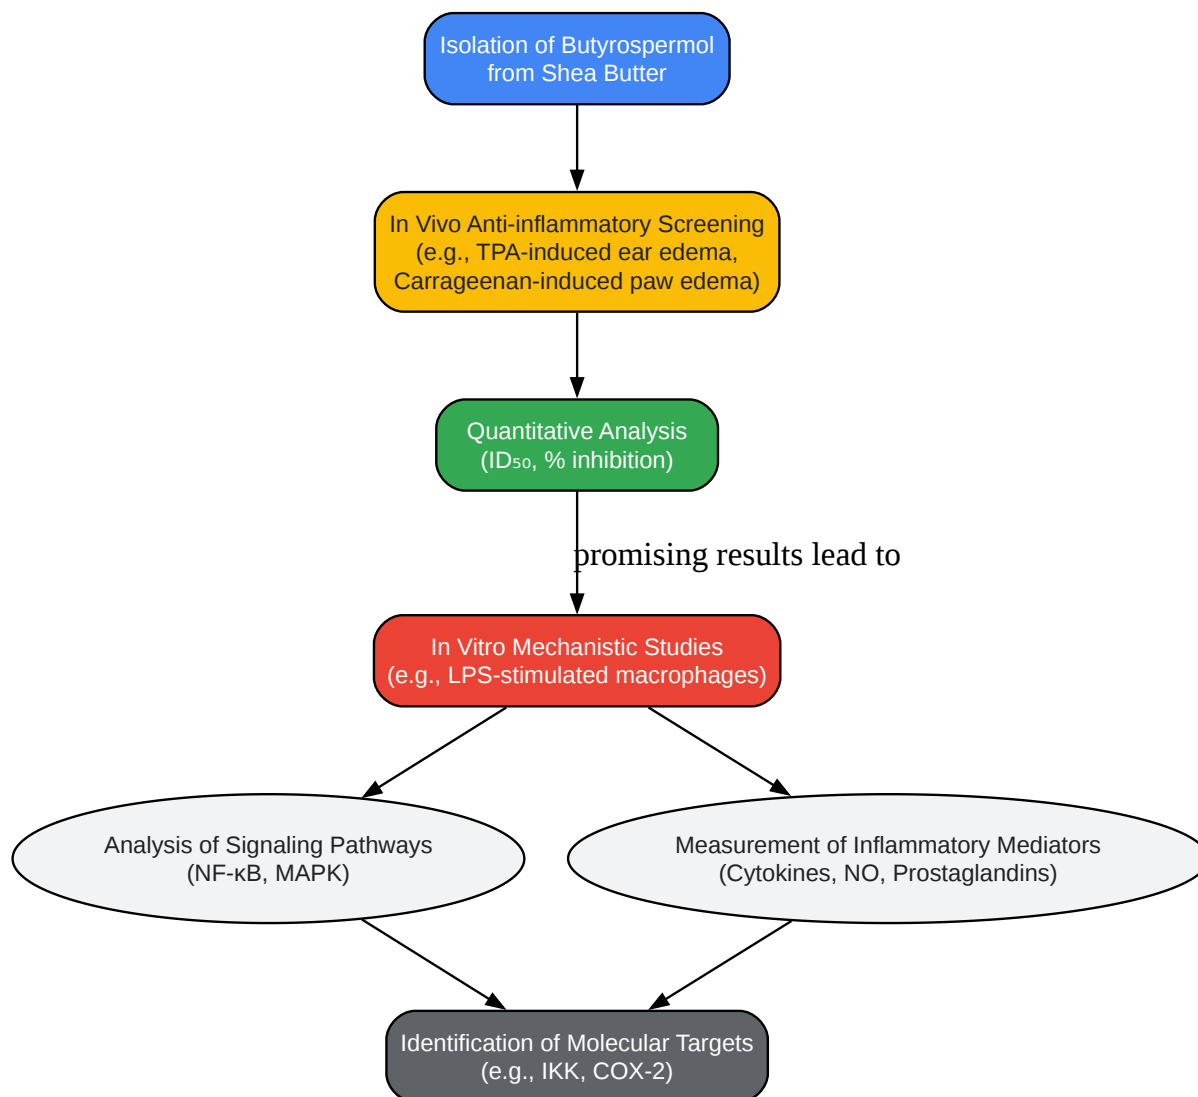 Isolation of Butyrospermol
from Shea Butter
In Vivo Anti-inflammatory Screening
(e.g., TPA-induced ear edema,
Carrageenan-induced paw edema)
Quantitative Analysis
(ID₅₀, % inhibition)
promising results lead to
In Vitro Mechanistic Studies
(e.g., LPS-stimulated macrophages)
Analysis of Signaling Pathways
(NF-κB, MAPK)
Measurement of Inflammatory Mediators
(Cytokines, NO, Prostaglandins)
Identification of Molecular Targets
(e.g., IKK, COX-2)